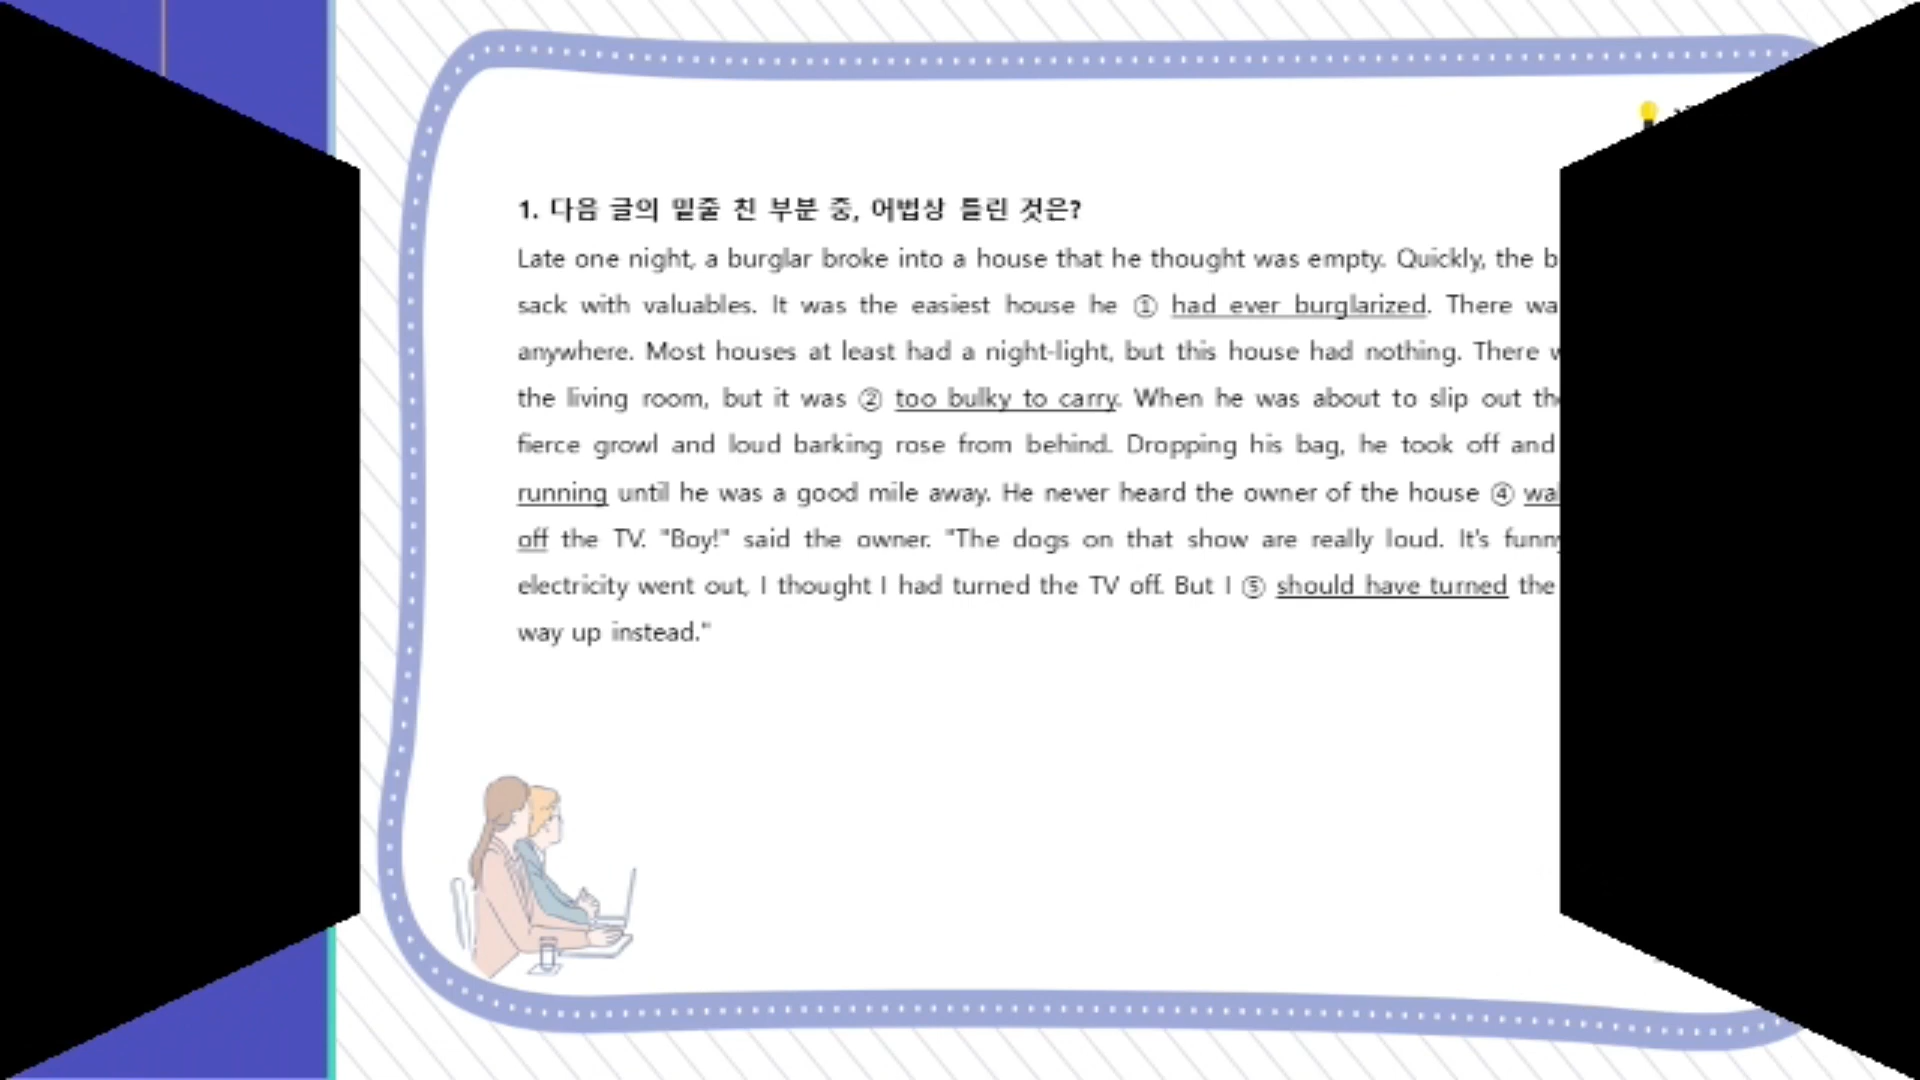 1. 다음 글의 밑줄 친 부분 중, 어법상 틀린 것은?
Late one night, a burglar broke into a house that he thought was empty. Quickly, the
sack with valuables. It was the easiest house he ① had ever burglarized. There
anywhere. Most houses at least had a night-light, but this house had nothing. There
the living room, but it was ② too bulky to carry. When he was about to slip out
fierce growl and loud barking rose from behind. Dropping his bag, he took off and
running until he was a good mile away. He never heard the owner of the house ④
off the TV. "Boy!" said the owner. "The dogs on that show are really loud. It's
electricity went out, I thought I had turned the TV off. But I ⑤ should have turned the
way up instead."